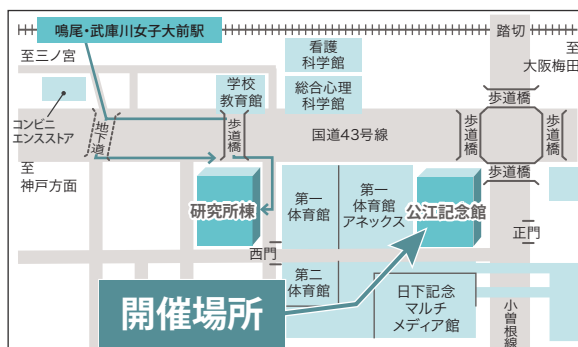 鳴尾・武庫川女子大前駅
踏切
至三ノ宮
至
大阪梅田
看護
科学館
学校
教育館
総合心理
科学館
コンビニ
エンスストア
地下道
歩道橋
国道43号線
歩道橋
歩道橋
歩道橋
歩道橋
至
神戸方面
研究所棟
第一
体育館
第一
体育館
アネックス
公江記念館
西門
正門
第二
体育館
日下記念
マルチ
メディア館
開催場所
小曽根線